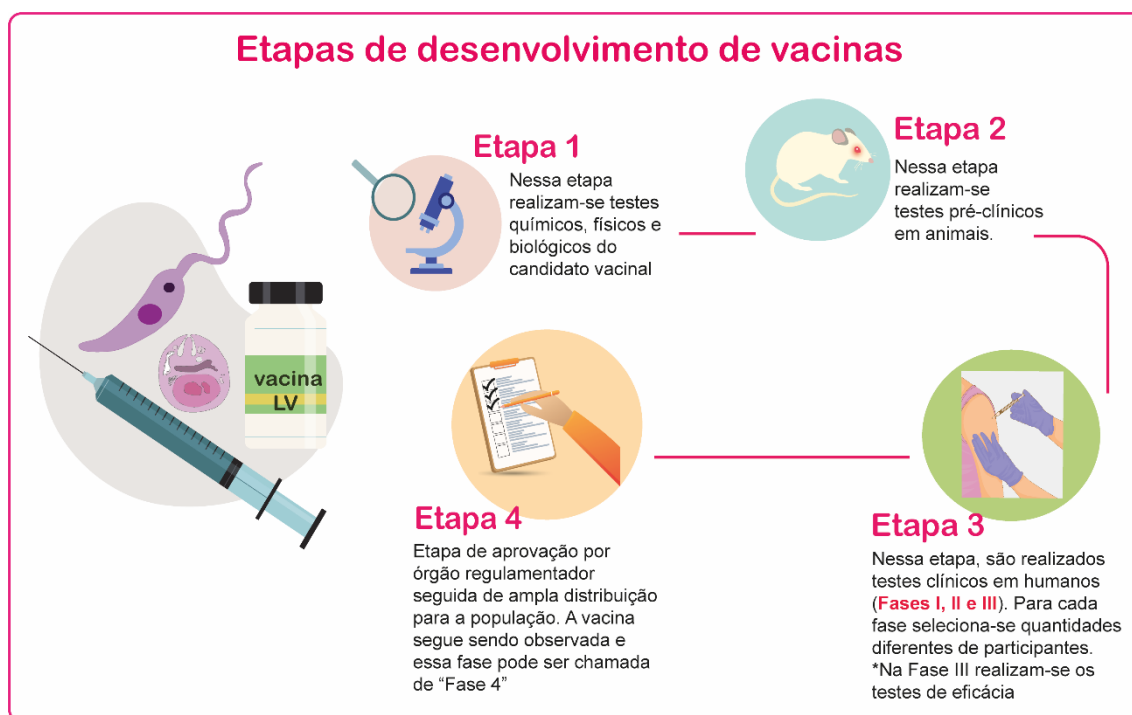 Etapas de desenvolvimento de vacinas
Etapa 1
Nessa etapa
realizam-se testes
químicos, físicos e
biológicos do
candidato vacinal
Etapa 2
Nessa etapa
realizam-se
testes pré-clínicos
em animais.
vacina
LV
Etapa 3
Nessa etapa, são realizados
testes clínicos em humanos
(Fases I, II e III). Para cada
fase seleciona-se quantidades
diferentes de participantes.
*Na Fase III realizam-se os
testes de eficácia
Etapa 4
Etapa de aprovação por
órgão regulamentador
seguida de ampla distribuição
para a população. A vacina
segue sendo observada e
essa fase pode ser chamada
de “Fase 4”